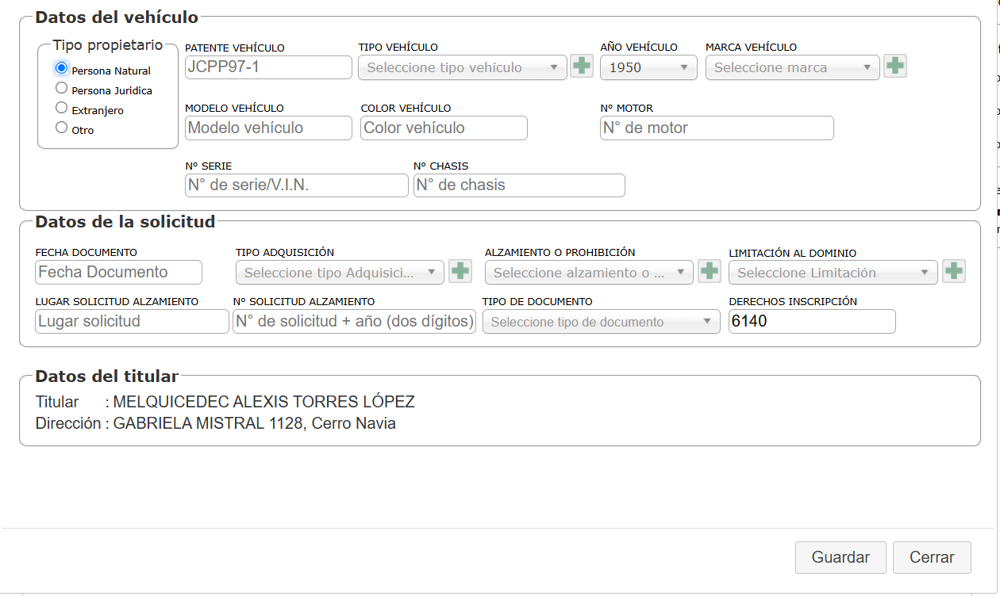 Datos del vehículo
Tipo propietario
Persona Natural
Persona Juridica
Extranjero
Otro
PATENTE VEHÍCULO TIPO VEHÍCULO AÑO VEHÍCULO MARCA VEHÍCULO
JCPP97-1 Seleccione tipo vehículo 1950 Seleccione marca
MODELO VEHÍCULO COLOR VEHÍCULO Nº MOTOR
Modelo vehículo Color vehículo N° de motor
Nº SERIE Nº CHASIS
N° de serie/V.I.N. N° de chasis
Datos de la solicitud
FECHA DOCUMENTO TIPO ADQUISICIÓN ALZAMIENTO O PROHIBICIÓN LIMITACIÓN AL DOMINIO
Fecha Documento Seleccione tipo Adquisici... Seleccione alzamiento o ... Seleccione Limitación
LUGAR SOLICITUD ALZAMIENTO Nº SOLICITUD ALZAMIENTO TIPO DE DOCUMENTO DERECHOS INSCRIPCIÓN
Lugar solicitud N° de solicitud + año (dos dígitos) Seleccione tipo de documento 6140
Datos del titular
Titular : MELQUICEDEC ALEXIS TORRES LÓPEZ
Dirección : GABRIELA MISTRAL 1128, Cerro Navia
Guardar Cerrar